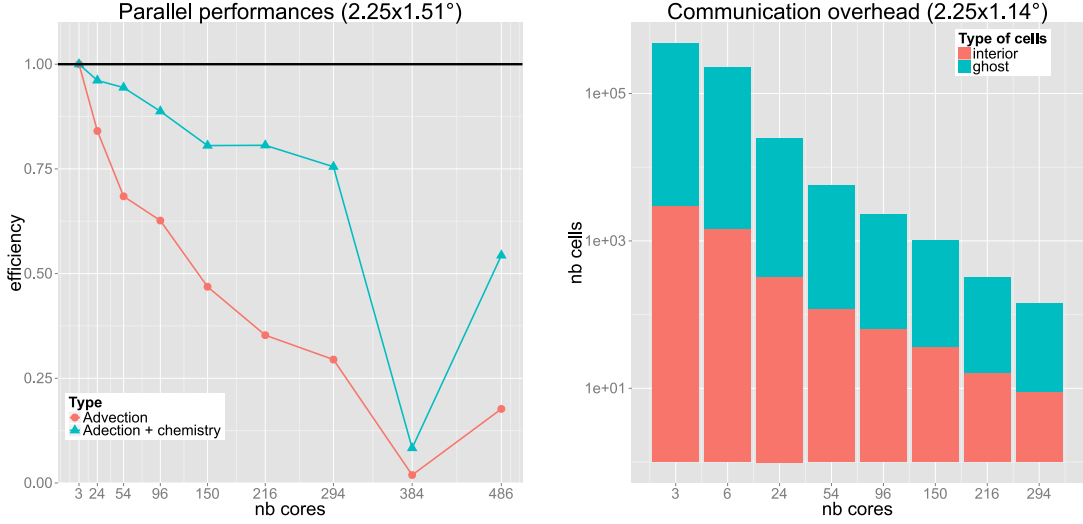 Parallel performances (2.25x1.51°)
efficiency
1.00
0.75
0.50
0.25
0.00
Type
Advection
Adection + chemistry
3 24 54 96 150 216 294 384 486
nb cores
Communication overhead (2.25x1.14°)
Type of cells
interior
ghost
nb cells
1e+05
1e+03
1e+01
3 6 24 54 96 150 216 294
nb cores